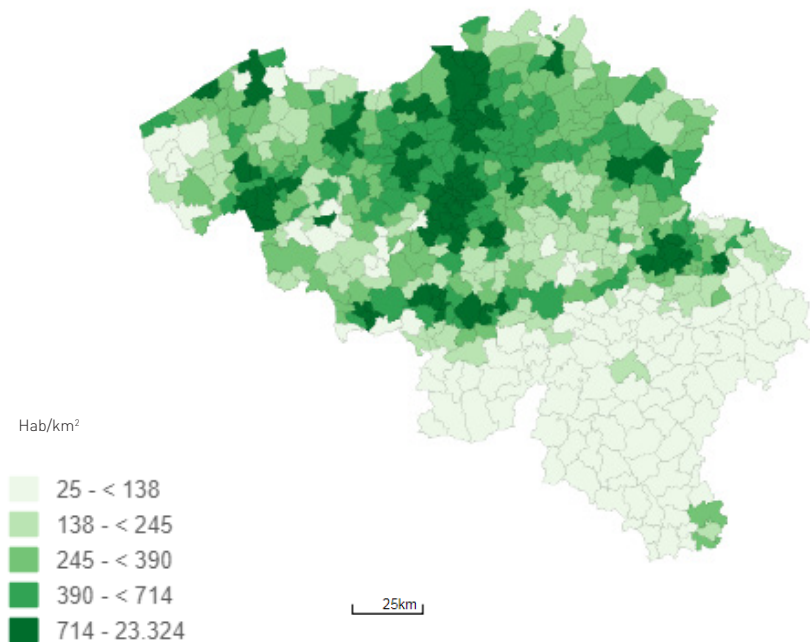 Hab/km²
25 - < 138
138 - < 245
245 - < 390
390 - < 714
714 - 23.324
25km